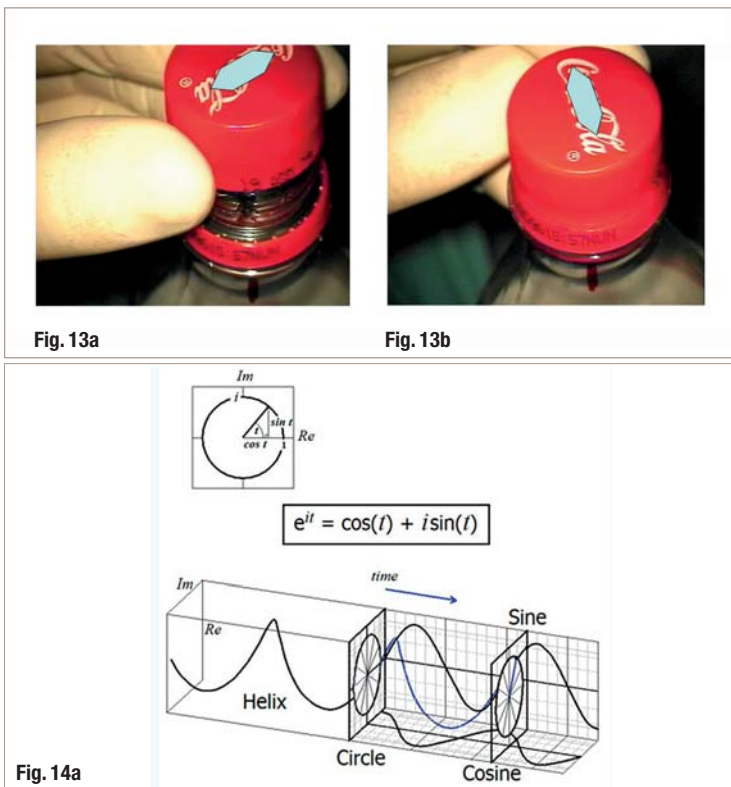 ®
Fig. 13a
Fig. 13b
Im
i
sin t
t
Re
cos t
1
e^{it} = cos(t) + i sin(t)
time
Im
Sine
Re
Helix
Circle
Cosine
Fig. 14a